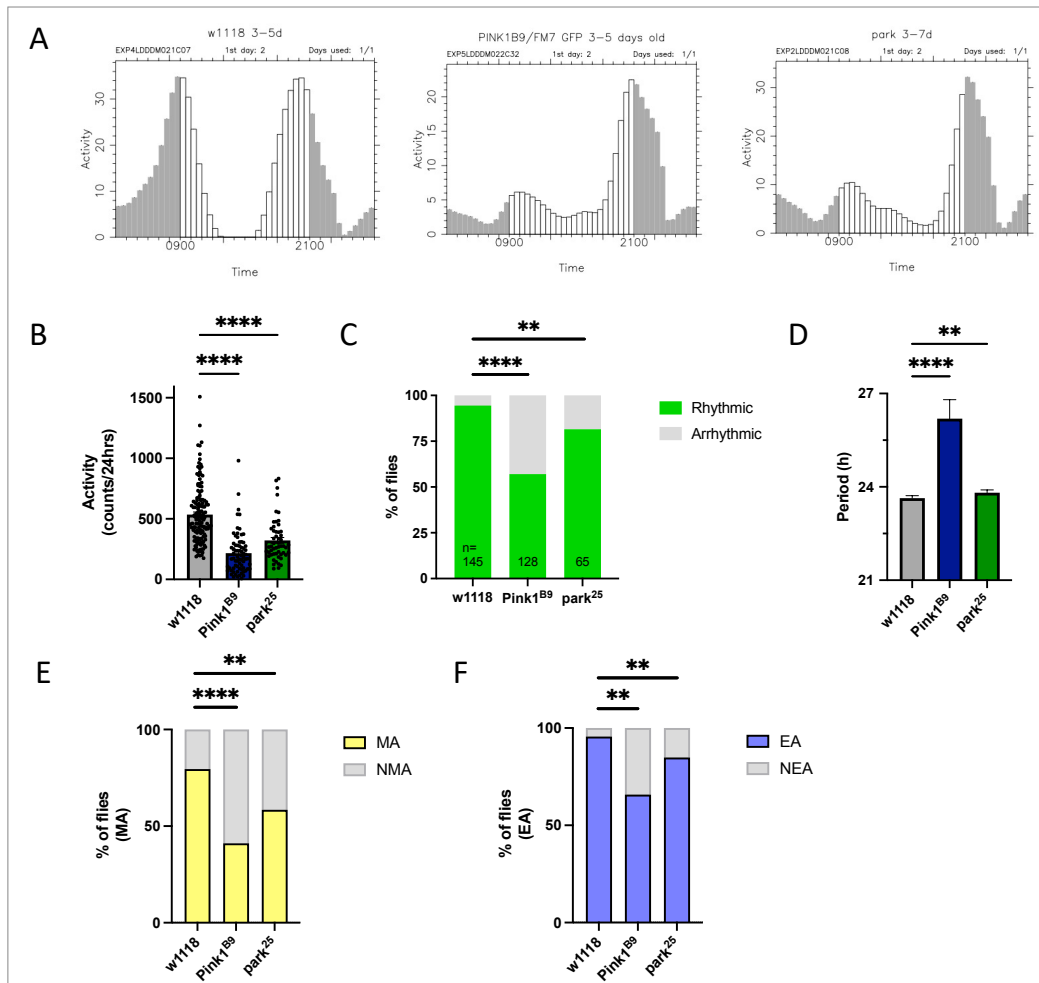 A
w1118 3-5d
EXP4LDDDM021C07 1st day: 2 Days used: 1/1
Activity
0 10 20 30
0900 2100
Time
PINK1B9/FM7 GFP 3-5 days old
EXP5LDDDM022C32 1st day: 2 Days used: 1/1
Activity
0 5 10 15 20
0900 2100
Time
park 3-7d
EXP2LDDDM021C08 1st day: 2 Days used: 1/1
Activity
0 10 20 30
0900 2100
Time
B
****
****
Activity
(counts/24hrs)
1500
1000
500
0
w1118 Pink1B9 park25
C
**
****
% of flies
100
75
50
25
0
n=
145 128 65
w1118 Pink1B9 park25
Rhythmic
Arrhythmic
D
**
****
Period (h)
27
24
21
w1118 Pink1B9 park25
E
**
****
% of flies
(MA)
100
50
0
w1118 Pink1B9 park25
MA
NMA
F
**
**
% of flies
(EA)
100
50
0
w1118 Pink1B9 park25
EA
NEA